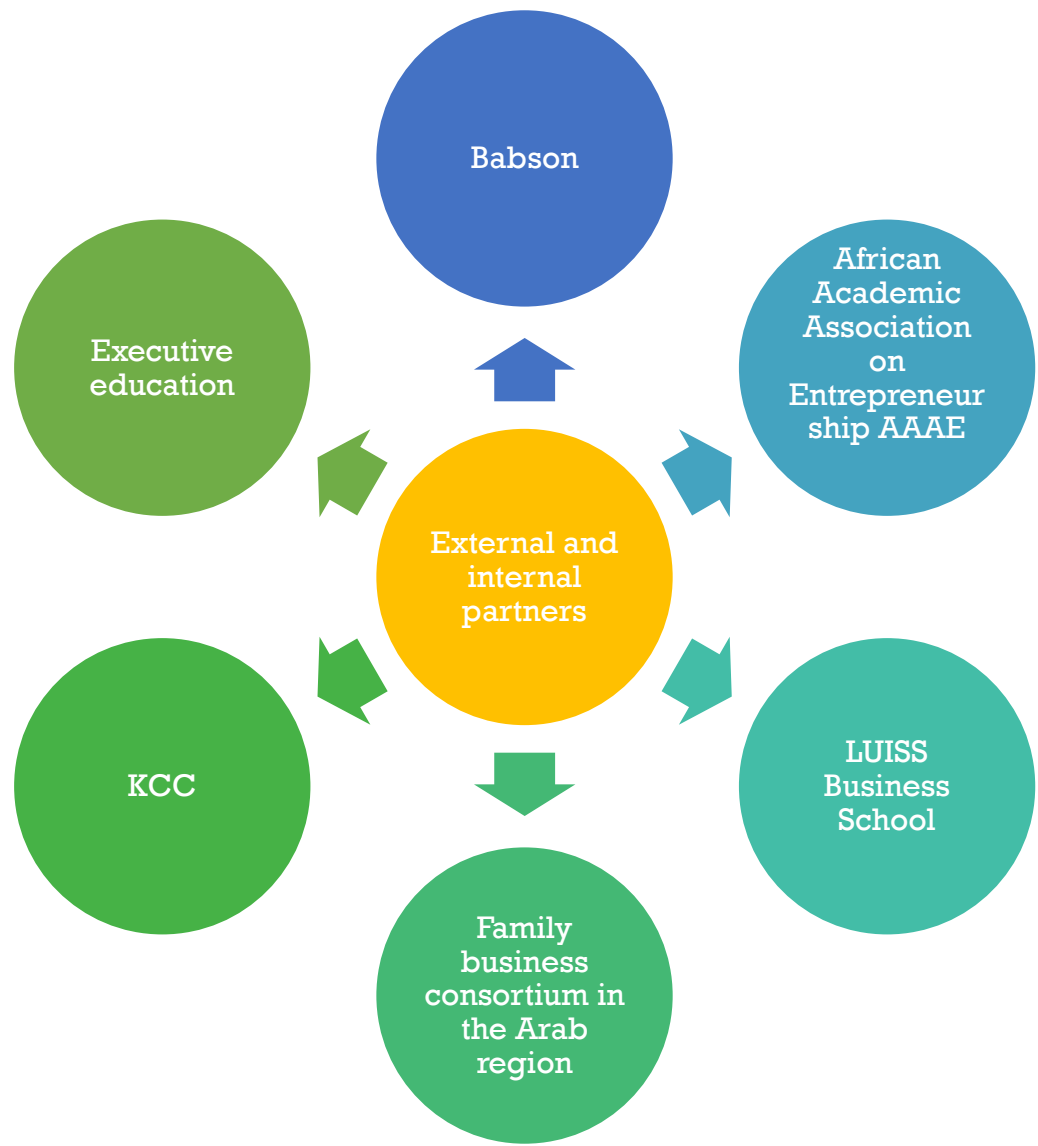 Babson
African
Academic
Association
on
Entrepreneur
ship AAAE
LUISS
Business
School
Family
business
consortium in
the Arab
region
KCC
Executive
education
External and
internal
partners